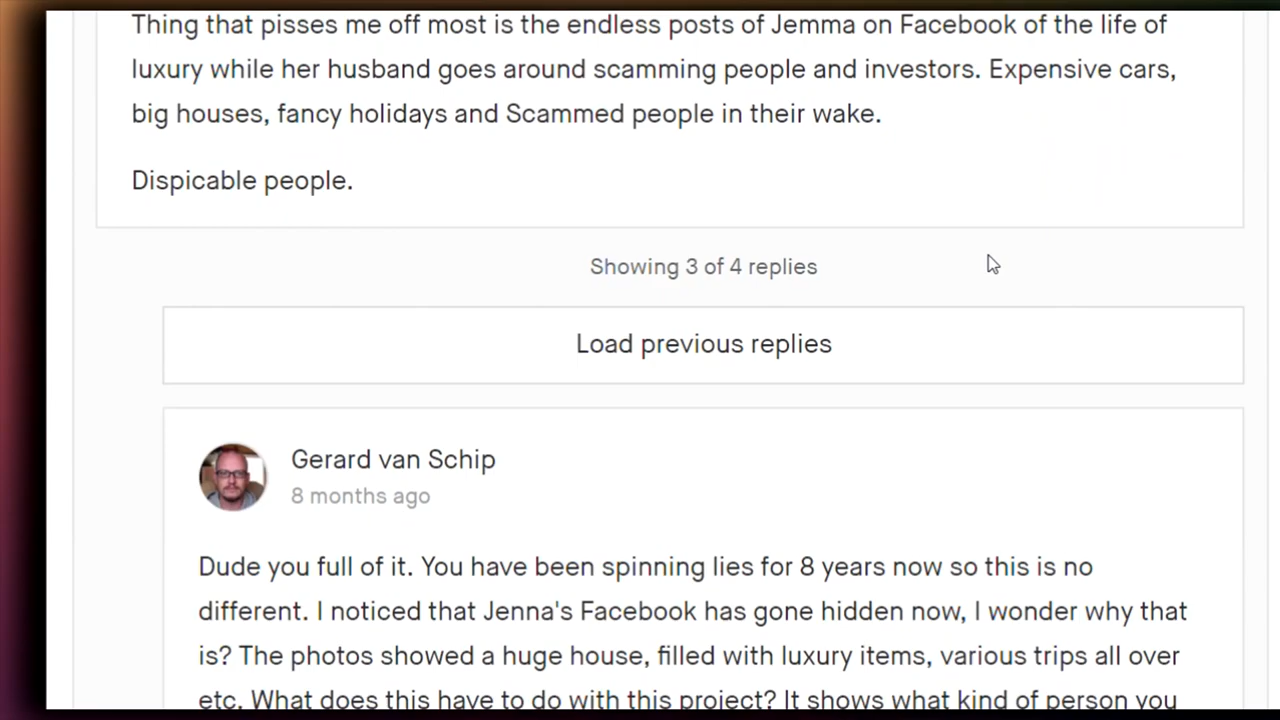 Thing that pisses me off most is the endless posts of Jemma on Facebook of the life of
luxury while her husband goes around scamming people and investors. Expensive cars,
big houses, fancy holidays and Scammed people in their wake.
Dispicable people.
Showing 3 of 4 replies
Load previous replies
Gerard van Schip
8 months ago
Dude you full of it. You have been spinning lies for 8 years now so this is no
different. I noticed that Jenna's Facebook has gone hidden now, I wonder why that
is? The photos showed a huge house, filled with luxury items, various trips all over
etc. What does this have to do with this project? It shows what kind of person you